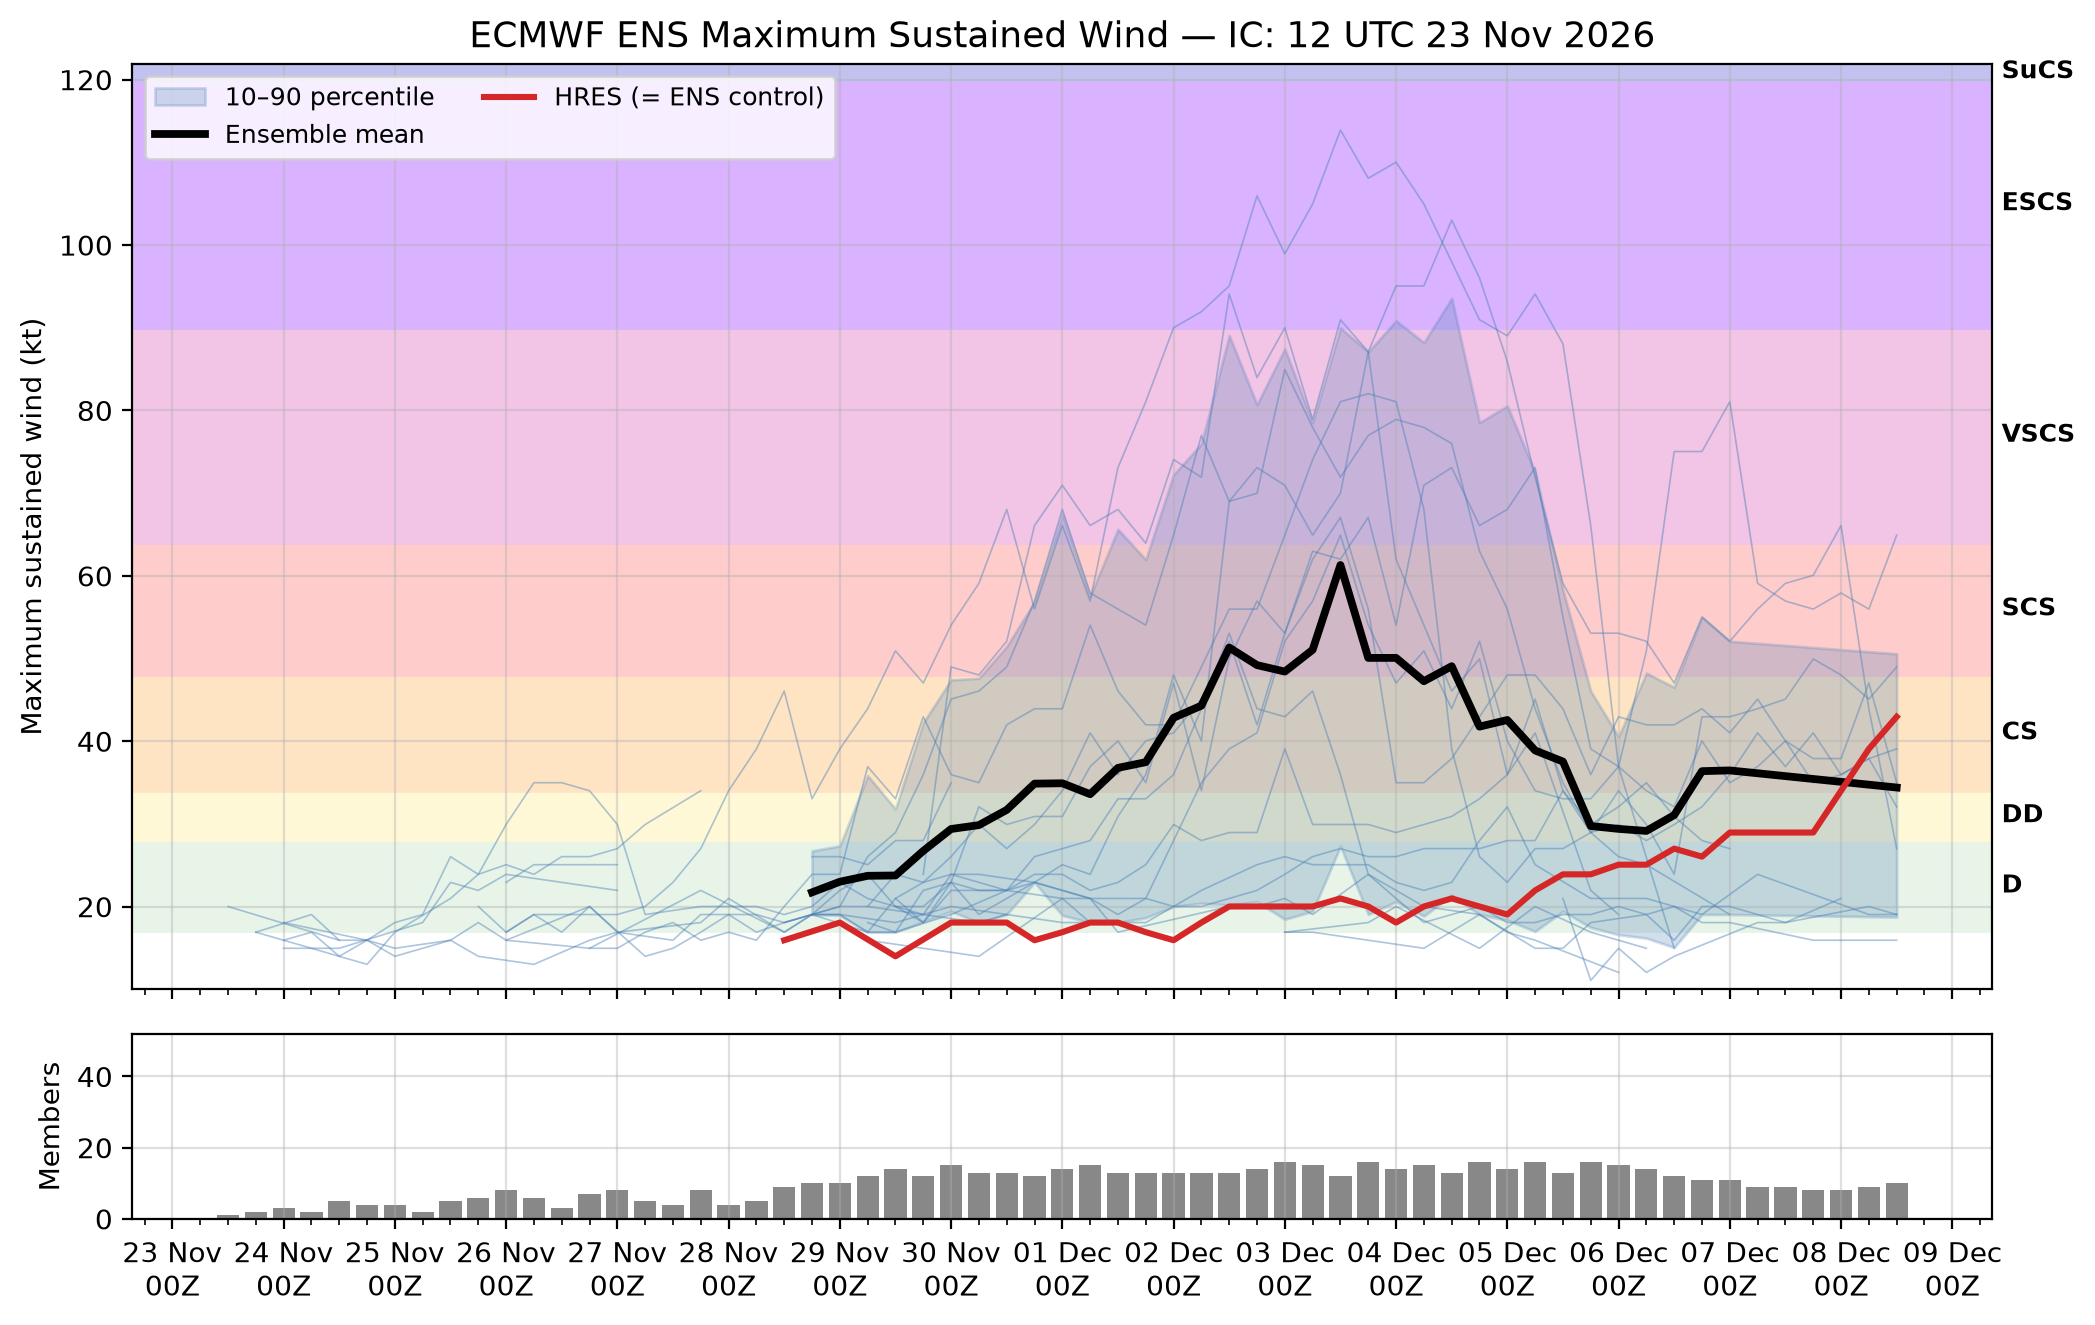 ECMWF ENS Maximum Sustained Wind — IC: 12 UTC 23 Nov 2026
10–90 percentile
Ensemble mean
HRES (= ENS control)
Maximum sustained wind (kt)
120
100
80
60
40
20
SuCS
ESCS
VSCS
SCS
CS
DD
D
Members
40
20
0
23 Nov 24 Nov 25 Nov 26 Nov 27 Nov 28 Nov 29 Nov 30 Nov 01 Dec 02 Dec 03 Dec 04 Dec 05 Dec 06 Dec 07 Dec 08 Dec 09 Dec
00Z 00Z 00Z 00Z 00Z 00Z 00Z 00Z 00Z 00Z 00Z 00Z 00Z 00Z 00Z 00Z 00Z